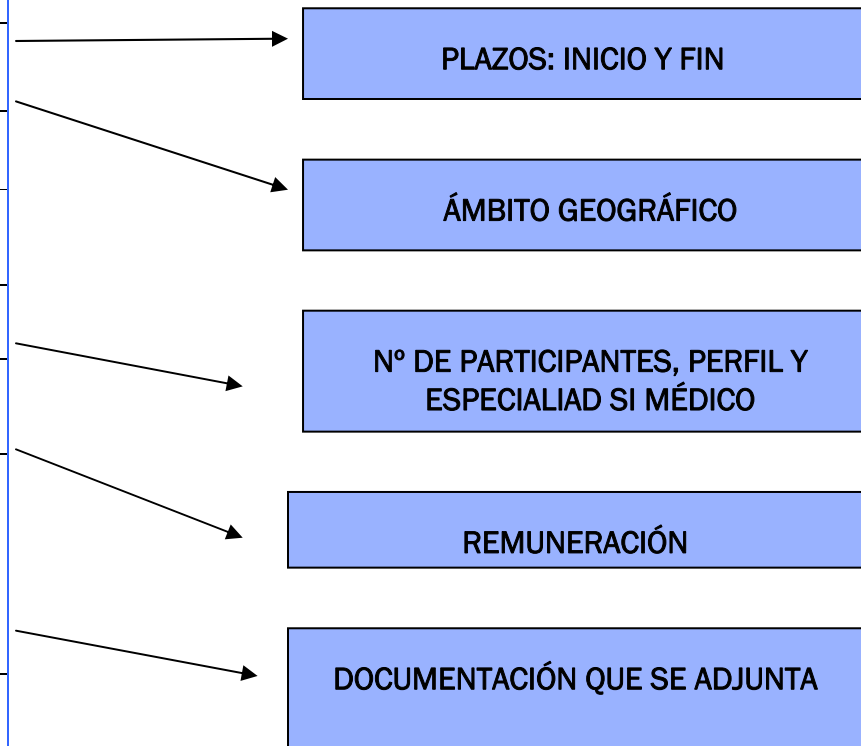 PLAZOS: INICIO Y FIN
ÁMBITO GEOGRÁFICO
Nº DE PARTICIPANTES, PERFIL Y
ESPECIALIAD SI MÉDICO
REMUNERACIÓN
DOCUMENTACIÓN QUE SE ADJUNTA